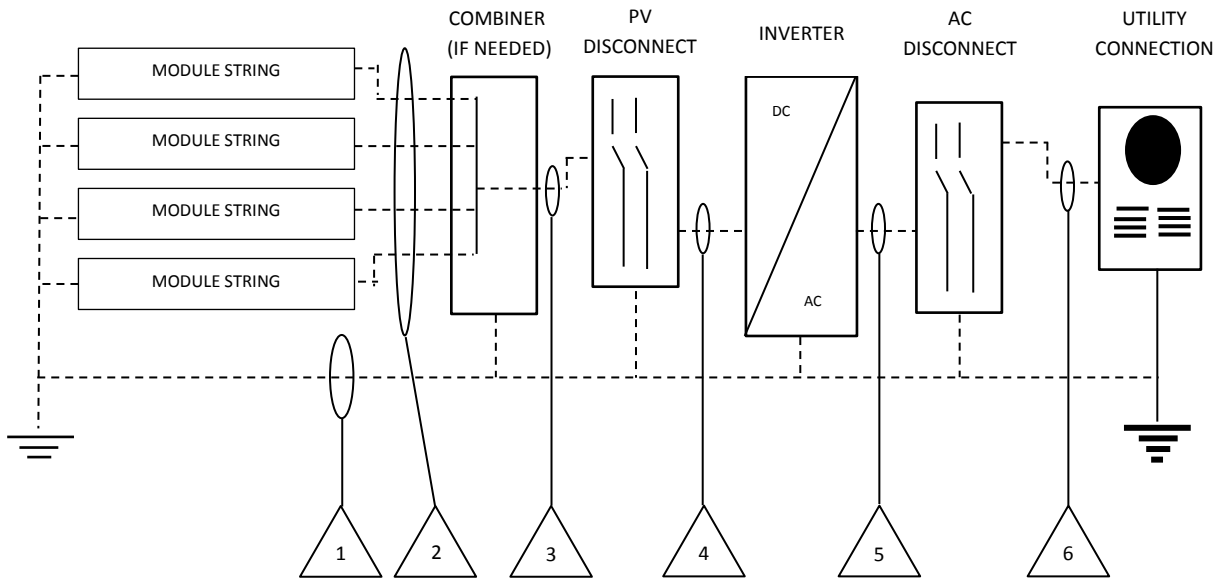 COMBINER
(IF NEEDED)
PV
DISCONNECT
INVERTER
AC
DISCONNECT
UTILITY
CONNECTION
MODULE STRING
MODULE STRING
MODULE STRING
MODULE STRING
DC
AC
1
2
3
4
5
6